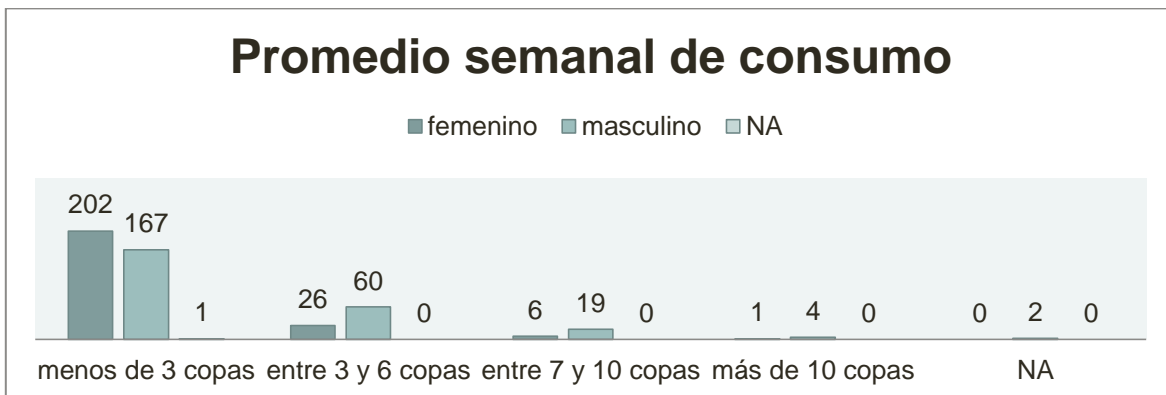 Promedio semanal de consumo
femenino masculino NA
202 167 1 26 60 0 6 19 0 1 4 0 0 2 0
menos de 3 copas entre 3 y 6 copas entre 7 y 10 copas más de 10 copas NA